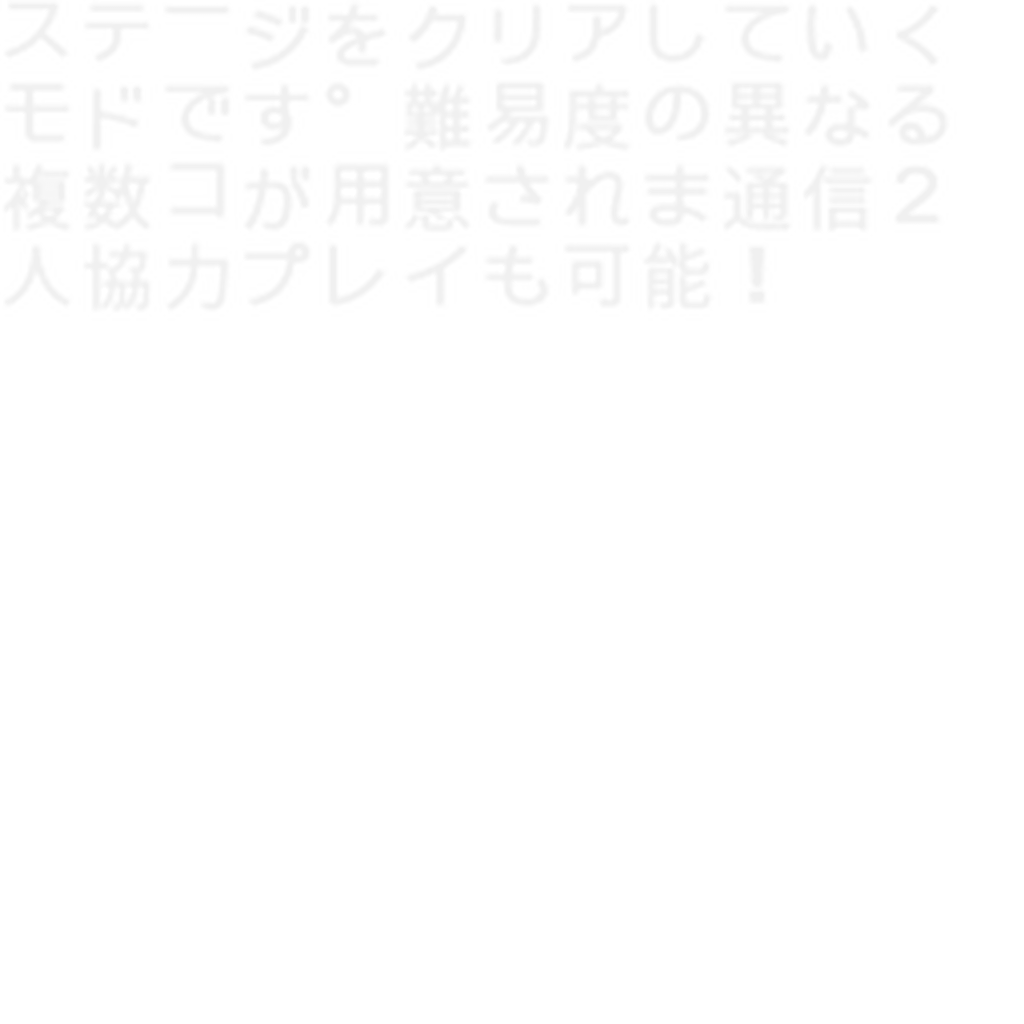 ステージをクリアしていく
モドです゜難易度の異なる
複数コが用意されま通信２
人協力プレイも可能！